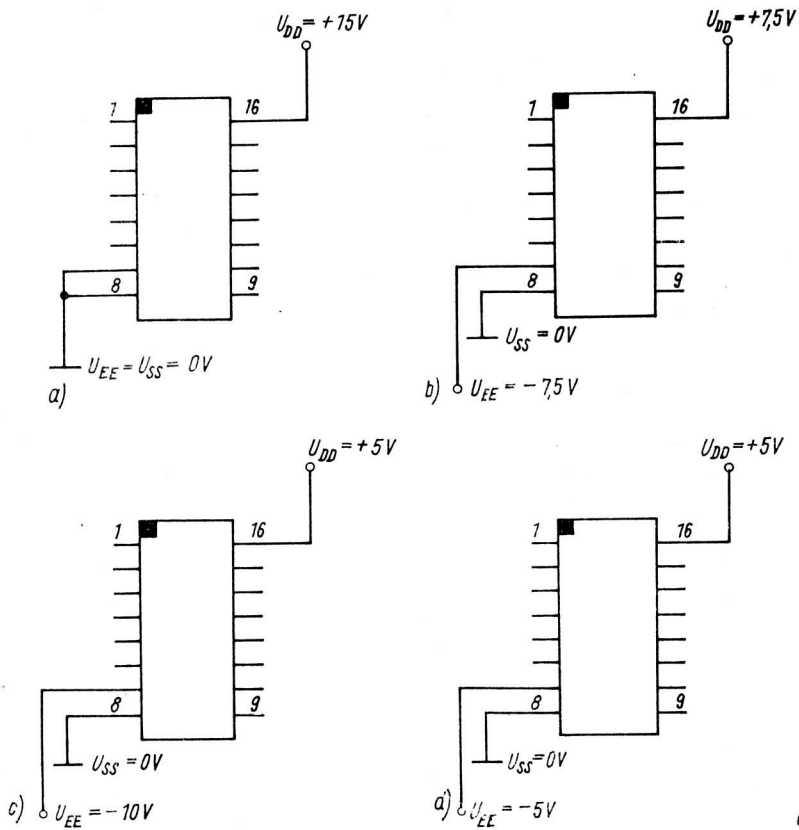 U_DD = +15V
1 16
8 9
U_EE = U_SS = 0V
a)
U_DD = +7,5V
1 16
8 9
U_SS = 0V
b) U_EE = −7,5V
U_DD = +5V
1 16
8 9
U_SS = 0V
c) U_EE = −10V
U_DD = +5V
1 16
8 9
U_SS = 0V
d) U_EE = −5V